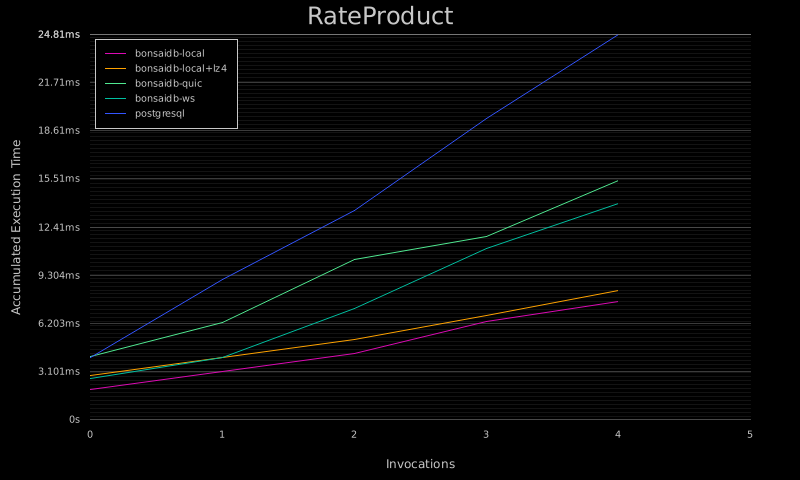 RateProduct
24.81ms
21.71ms
18.61ms
15.51ms
12.41ms
9.304ms
6.203ms
3.101ms
0s
bonsaidb-local
bonsaidb-local+lz4
bonsaidb-quic
bonsaidb-ws
postgresql
Accumulated Execution Time
0 1 2 3 4 5
Invocations